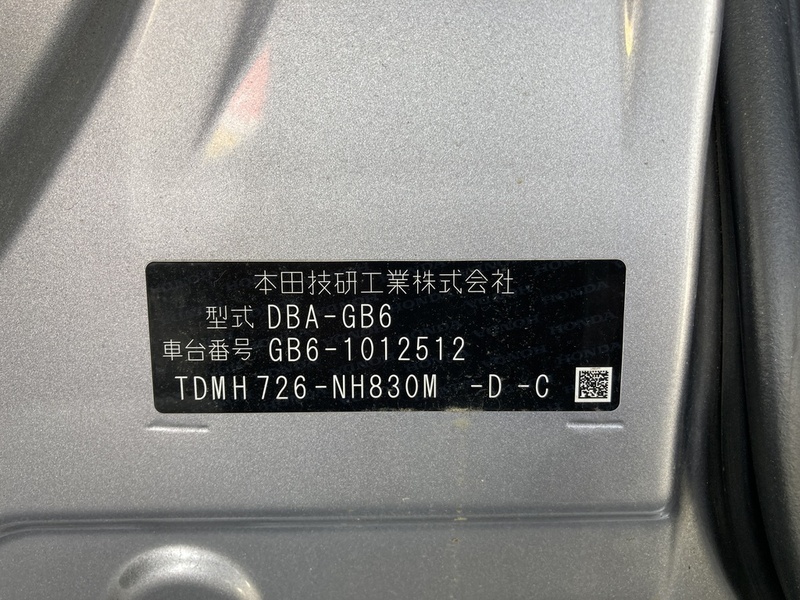 本田技研工業株式会社
型式 DBA-GB6
車台番号 GB6-1012512
TDMH726-NH830M -D -C